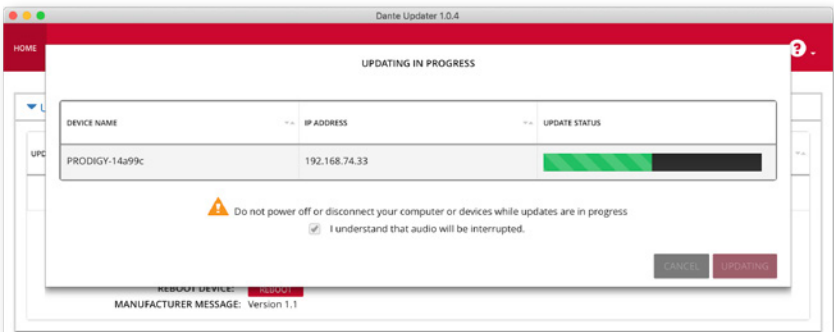 Dante Updater 1.0.4
HOME
?
UPDATING IN PROGRESS
U
DEVICE NAME IP ADDRESS UPDATE STATUS
UPD
PRODIGY-14a99c 192.168.74.33
Do not power off or disconnect your computer or devices while updates are in progress
I understand that audio will be interrupted.
CANCEL UPDATING
REBOOT DEVICE: REBOOT
MANUFACTURER MESSAGE: Version 1.1